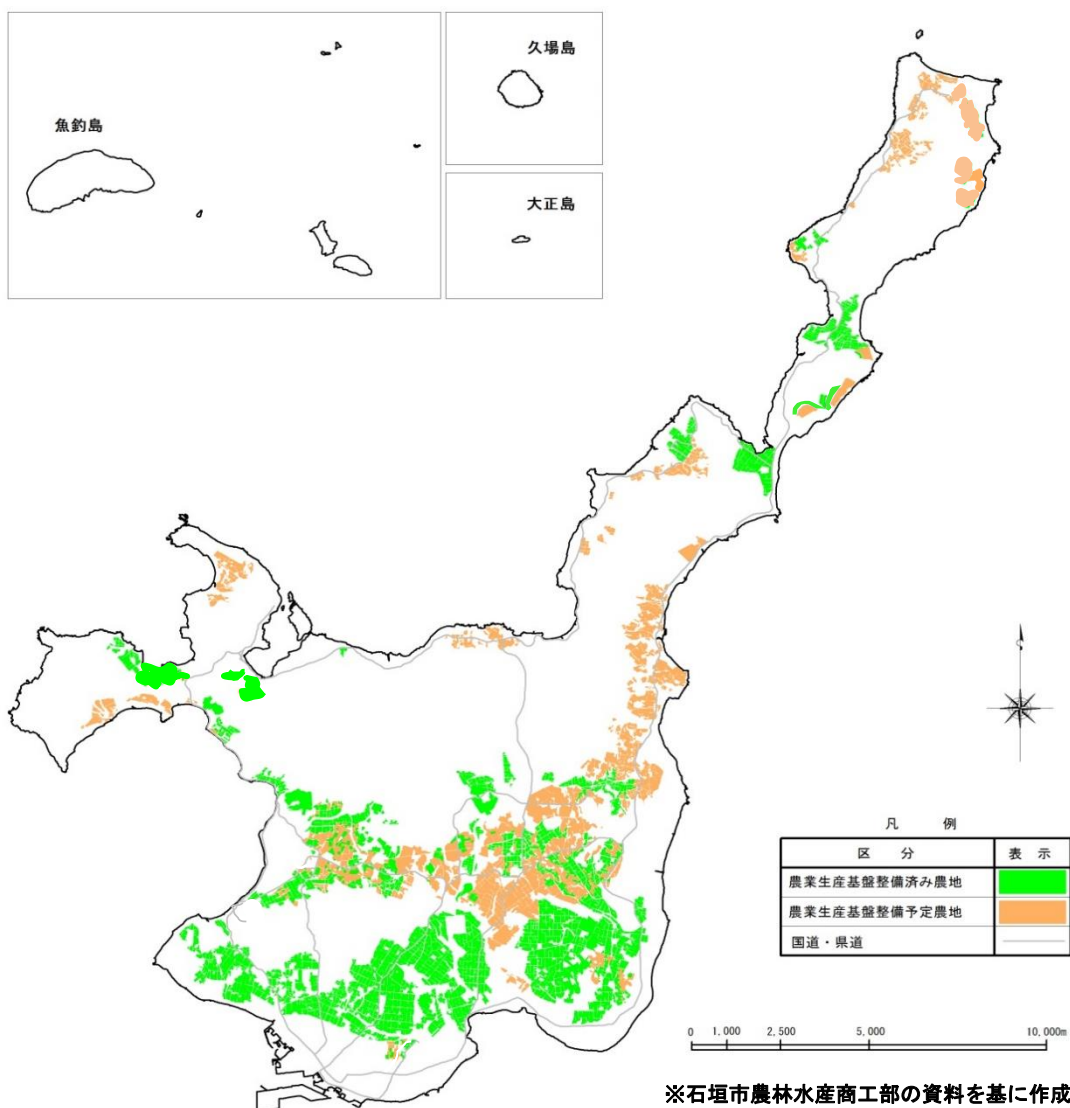 魚釣島
久場島
大正島
凡 例
区 分 表 示
農業生産基盤整備済み農地
農業生産基盤整備予定農地
国道・県道
0 1,000 2,500 5,000 10,000m
※石垣市農林水産商工部の資料を基に作成